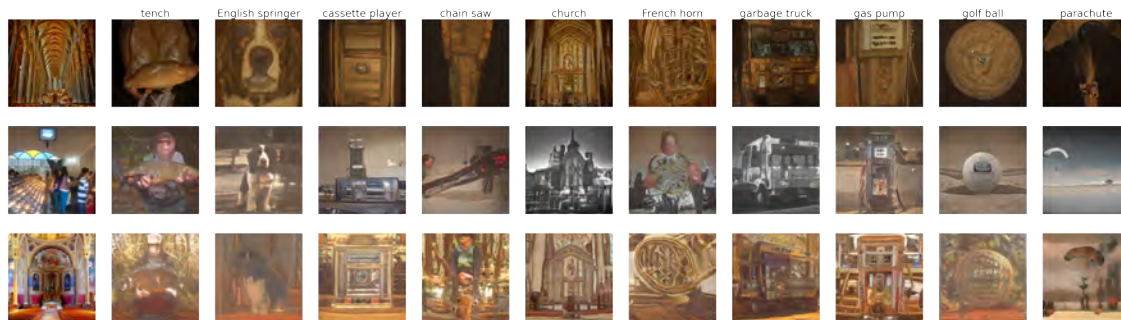 tench English springer cassette player chain saw church French horn garbage truck gas pump golf ball parachute